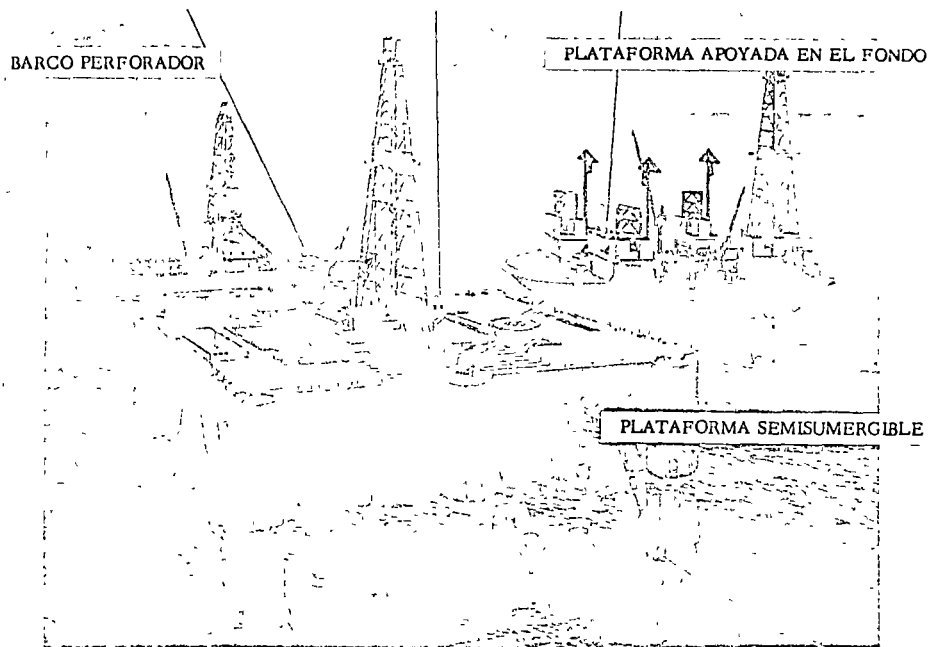 BARCO PERFORADOR
PLATAFORMA APOYADA EN EL FONDO
PLATAFORMA SEMISUMERGIBLE